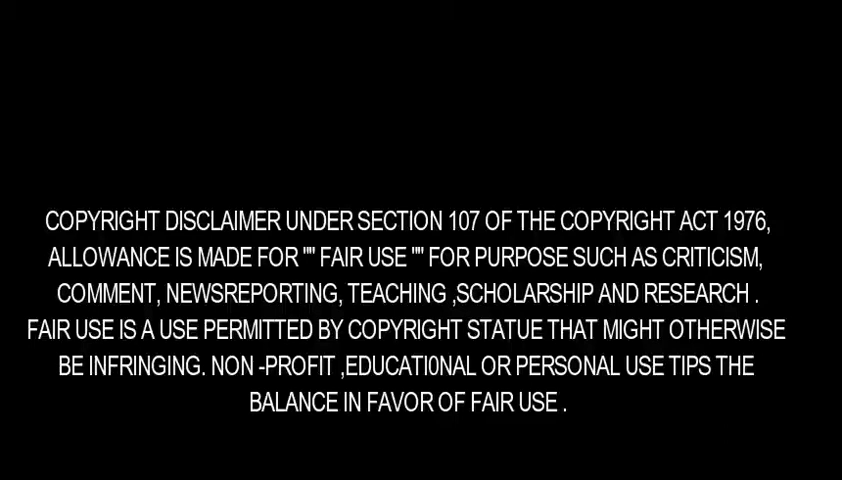 COPYRIGHT DISCLAIMER UNDER SECTION 107 OF THE COPYRIGHT ACT 1976,
ALLOWANCE IS MADE FOR "" FAIR USE "" FOR PURPOSE SUCH AS CRITICISM,
COMMENT, NEWSREPORTING, TEACHING ,SCHOLARSHIP AND RESEARCH .
FAIR USE IS A USE PERMITTED BY COPYRIGHT STATUE THAT MIGHT OTHERWISE
BE INFRINGING. NON -PROFIT ,EDUCATI0NAL OR PERSONAL USE TIPS THE
BALANCE IN FAVOR OF FAIR USE .